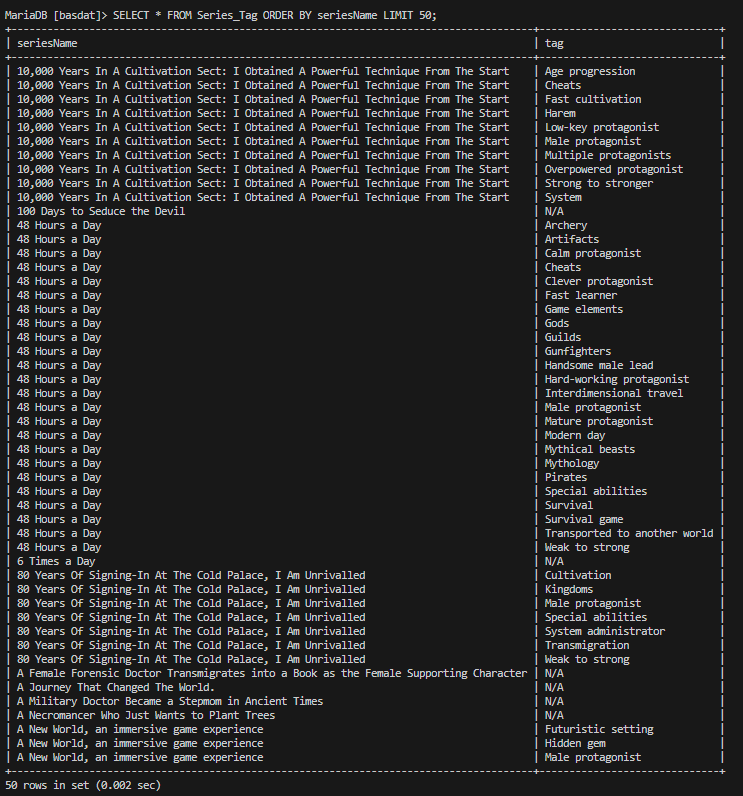 MariaDB [basdat]> SELECT * FROM Series_Tag ORDER BY seriesName LIMIT 50;
| seriesName | tag |
| 10,000 Years In A Cultivation Sect: I Obtained A Powerful Technique From The Start | Age progression |
| 10,000 Years In A Cultivation Sect: I Obtained A Powerful Technique From The Start | Cheats |
| 10,000 Years In A Cultivation Sect: I Obtained A Powerful Technique From The Start | Fast cultivation |
| 10,000 Years In A Cultivation Sect: I Obtained A Powerful Technique From The Start | Harem |
| 10,000 Years In A Cultivation Sect: I Obtained A Powerful Technique From The Start | Low-key protagonist |
| 10,000 Years In A Cultivation Sect: I Obtained A Powerful Technique From The Start | Male protagonist |
| 10,000 Years In A Cultivation Sect: I Obtained A Powerful Technique From The Start | Multiple protagonists |
| 10,000 Years In A Cultivation Sect: I Obtained A Powerful Technique From The Start | Overpowered protagonist |
| 10,000 Years In A Cultivation Sect: I Obtained A Powerful Technique From The Start | Strong to stronger |
| 10,000 Years In A Cultivation Sect: I Obtained A Powerful Technique From The Start | System |
| 100 Days to Seduce the Devil | N/A |
| 48 Hours a Day | Archery |
| 48 Hours a Day | Artifacts |
| 48 Hours a Day | Calm protagonist |
| 48 Hours a Day | Cheats |
| 48 Hours a Day | Clever protagonist |
| 48 Hours a Day | Fast learner |
| 48 Hours a Day | Game elements |
| 48 Hours a Day | Gods |
| 48 Hours a Day | Guilds |
| 48 Hours a Day | Gunfighters |
| 48 Hours a Day | Handsome male lead |
| 48 Hours a Day | Hard-working protagonist |
| 48 Hours a Day | Interdimensional travel |
| 48 Hours a Day | Male protagonist |
| 48 Hours a Day | Mature protagonist |
| 48 Hours a Day | Modern day |
| 48 Hours a Day | Mythical beasts |
| 48 Hours a Day | Mythology |
| 48 Hours a Day | Pirates |
| 48 Hours a Day | Special abilities |
| 48 Hours a Day | Survival |
| 48 Hours a Day | Survival game |
| 48 Hours a Day | Transported to another world |
| 48 Hours a Day | Weak to strong |
| 6 Times a Day | N/A |
| 80 Years Of Signing-In At The Cold Palace, I Am Unrivalled | Cultivation |
| 80 Years Of Signing-In At The Cold Palace, I Am Unrivalled | Kingdoms |
| 80 Years Of Signing-In At The Cold Palace, I Am Unrivalled | Male protagonist |
| 80 Years Of Signing-In At The Cold Palace, I Am Unrivalled | Special abilities |
| 80 Years Of Signing-In At The Cold Palace, I Am Unrivalled | System administrator |
| 80 Years Of Signing-In At The Cold Palace, I Am Unrivalled | Transmigration |
| 80 Years Of Signing-In At The Cold Palace, I Am Unrivalled | Weak to strong |
| A Female Forensic Doctor Transmigrates into a Book as the Female Supporting Character | N/A |
| A Journey That Changed The World. | N/A |
| A Military Doctor Became a Stepmom in Ancient Times | N/A |
| A Necromancer Who Just Wants to Plant Trees | N/A |
| A New World, an immersive game experience | Futuristic setting |
| A New World, an immersive game experience | Hidden gem |
| A New World, an immersive game experience | Male protagonist |
50 rows in set (0.002 sec)